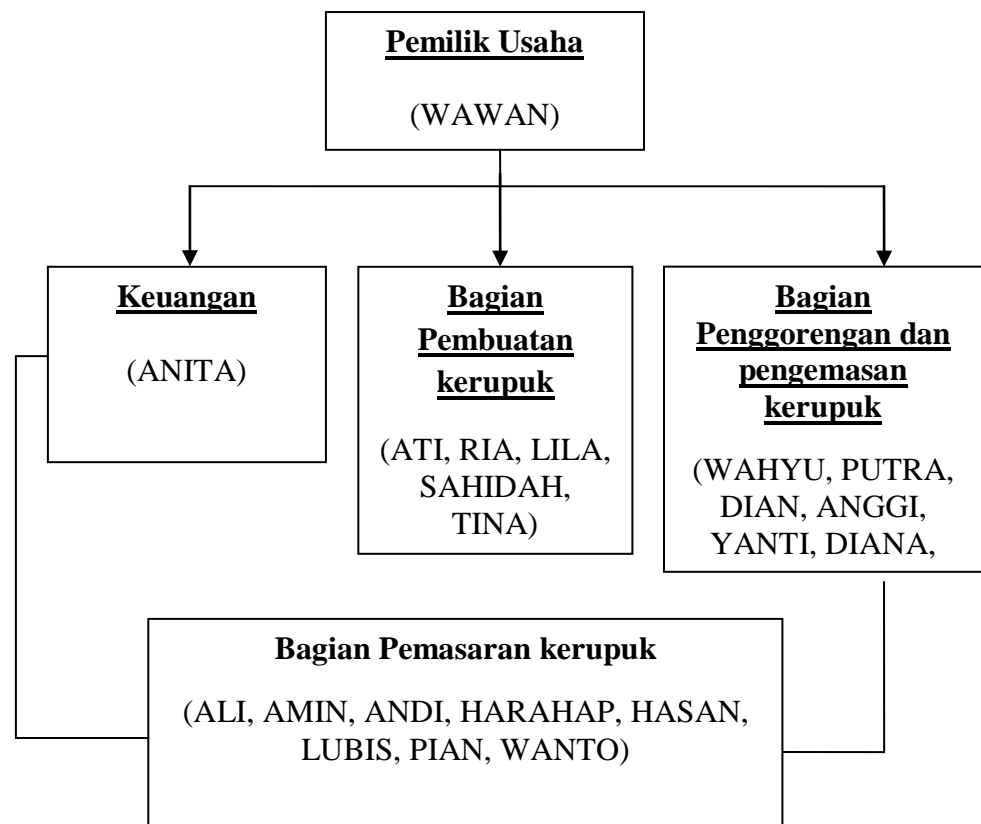 Pemilik Usaha
(WAWAN)
Keuangan
(ANITA)
Bagian
Pembuatan
kerupuk
(ATI, RIA, LILA,
SAHIDAH,
TINA)
Bagian
Penggorengan dan
pengemasan
kerupuk
(WAHYU, PUTRA,
DIAN, ANGGI,
YANTI, DIANA,
Bagian Pemasaran kerupuk
(ALI, AMIN, ANDI, HARAHAP, HASAN,
LUBIS, PIAN, WANTO)